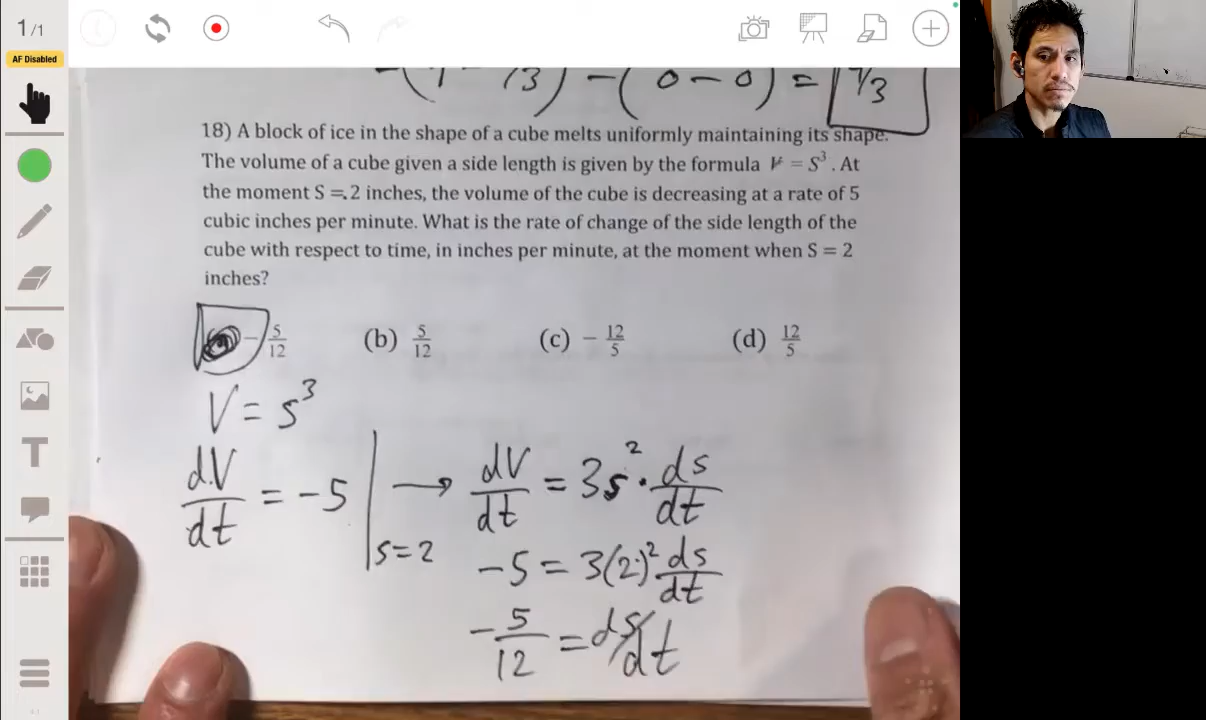 1/1
AF Disabled
-(1 - 1/3) - (0 - 0) = 1/3
18) A block of ice in the shape of a cube melts uniformly maintaining its shape.
The volume of a cube given a side length is given by the formula V = S³. At
the moment S = 2 inches, the volume of the cube is decreasing at a rate of 5
cubic inches per minute. What is the rate of change of the side length of the
cube with respect to time, in inches per minute, at the moment when S = 2
inches?
- 5/12 (b) 5/12 (c) - 12/5 (d) 12/5
V = s³
dV/dt = -5 | s=2 → dV/dt = 3s² · ds/dt
-5 = 3(2)² ds/dt
- 5/12 = ds/dt
T